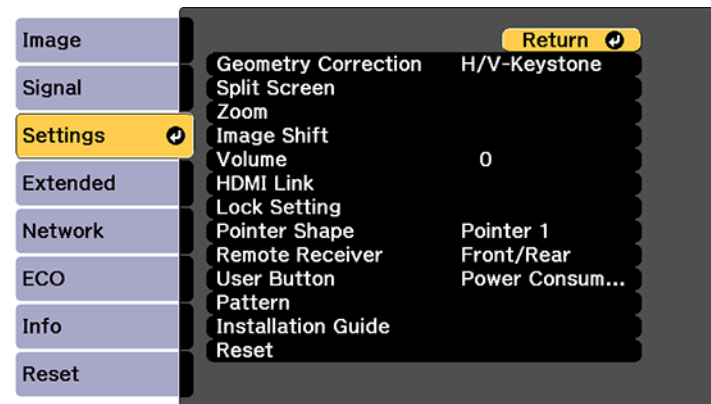 Image
Signal
Settings
Extended
Network
ECO
Info
Reset
Return
Geometry Correction H/V-Keystone
Split Screen
Zoom
Image Shift
Volume 0
HDMI Link
Lock Setting
Pointer Shape Pointer 1
Remote Receiver Front/Rear
User Button Power Consum...
Pattern
Installation Guide
Reset